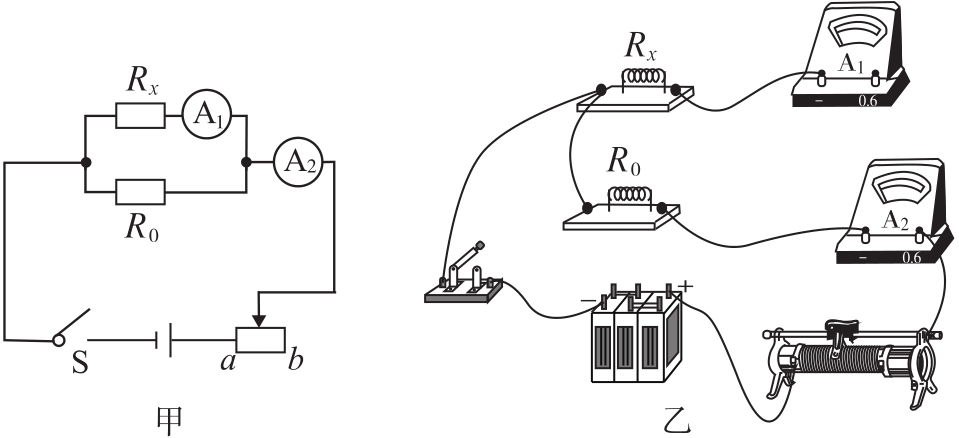 Rₓ
A₁
A₂
R₀
S
a
b
甲
Rₓ
A₁
− 0.6
R₀
A₂
− 0.6
− +
乙